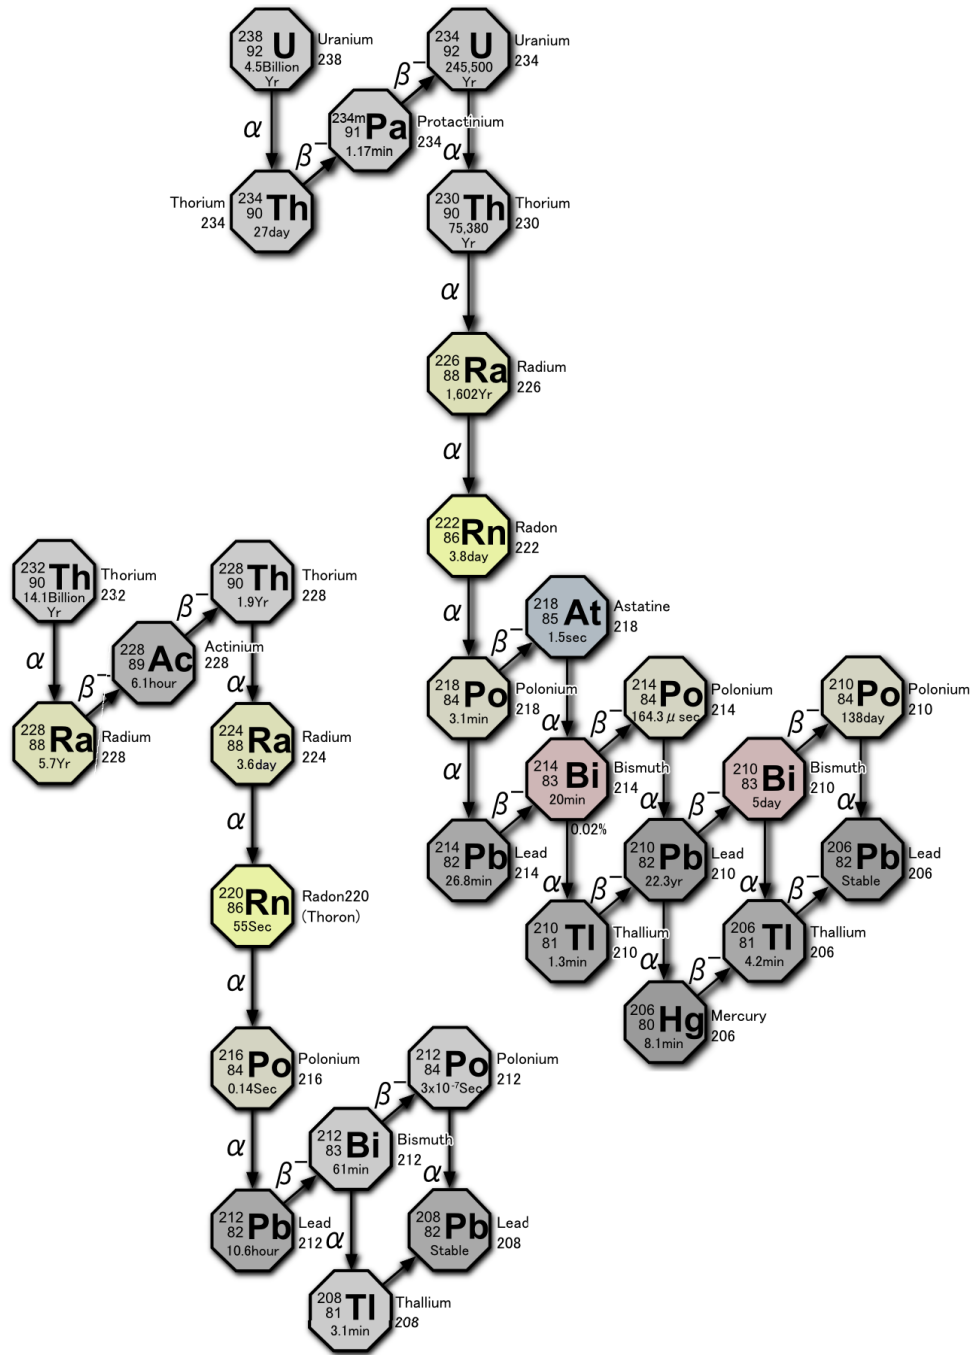 238
92 U
4.5Billion
Yr
Uranium
238
α
234
90 Th
27day
Thorium
234
β−
234m
91 Pa
1.17min
Protactinium
234
β−
234
92 U
245,500
Yr
Uranium
234
α
230
90 Th
75,380
Yr
Thorium
230
α
226
88 Ra
1,602Yr
Radium
226
α
222
86 Rn
3.8day
Radon
222
α
218
84 Po
3.1min
Polonium
218
β−
218
85 At
1.5sec
Astatine
218
α
α
214
82 Pb
26.8min
Lead
214
β−
214
83 Bi
20min
Bismuth
214
0.02%
β−
214
84 Po
164.3 μ sec
Polonium
214
α
α
210
81 Tl
1.3min
Thallium
210
β−
210
82 Pb
22.3yr
Lead
210
β−
210
83 Bi
5day
Bismuth
210
β−
210
84 Po
138day
Polonium
210
α
α
206
80 Hg
8.1min
Mercury
206
β−
α
206
81 Tl
4.2min
Thallium
206
β−
206
82 Pb
Stable
Lead
206
232
90 Th
14.1Billion
Yr
Thorium
232
α
228
88 Ra
5.7Yr
Radium
228
β−
228
89 Ac
6.1hour
Actinium
228
β−
228
90 Th
1.9Yr
Thorium
228
α
224
88 Ra
3.6day
Radium
224
α
220
86 Rn
55Sec
Radon220
(Thoron)
α
216
84 Po
0.14Sec
Polonium
216
α
212
82 Pb
10.6hour
Lead
212
β−
212
83 Bi
61min
Bismuth
212
β−
212
84 Po
3x10⁻⁷Sec
Polonium
212
α
α
208
81 Tl
3.1min
Thallium
208
208
82 Pb
Stable
Lead
208